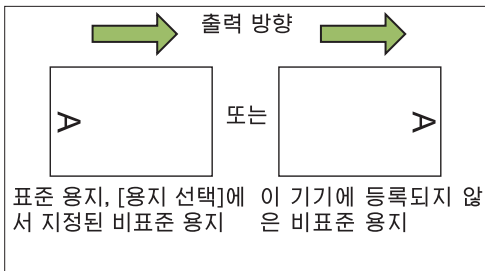 출력 방향
A
또는
A
표준 용지, [용지 선택]에
서 지정된 비표준 용지
이 기기에 등록되지 않
은 비표준 용지